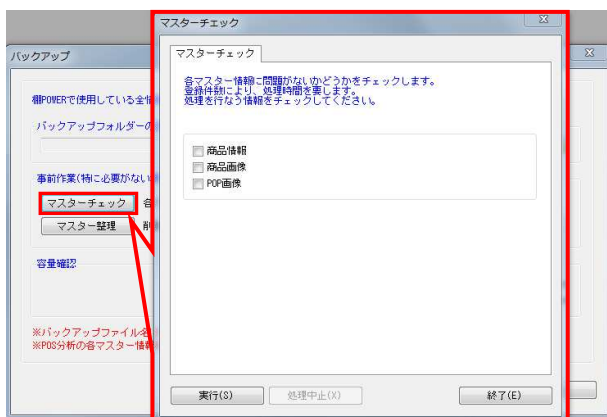 マスターチェック
マスターチェック
各マスター情報に問題がないかどうかをチェックします。
登録件数により、処理時間を要します。
処理を行なう情報をチェックしてください。
商品情報
商品画像
POP画像
実行(S)
処理中止(X)
終了(E)
バックアップ
棚POWERで使用している全情
バックアップフォルダーの
事前作業(特に必要がない
マスターチェック
各
マスター整理
削
容量確認
※バックアップファイル名
※POS分析の各マスター情報